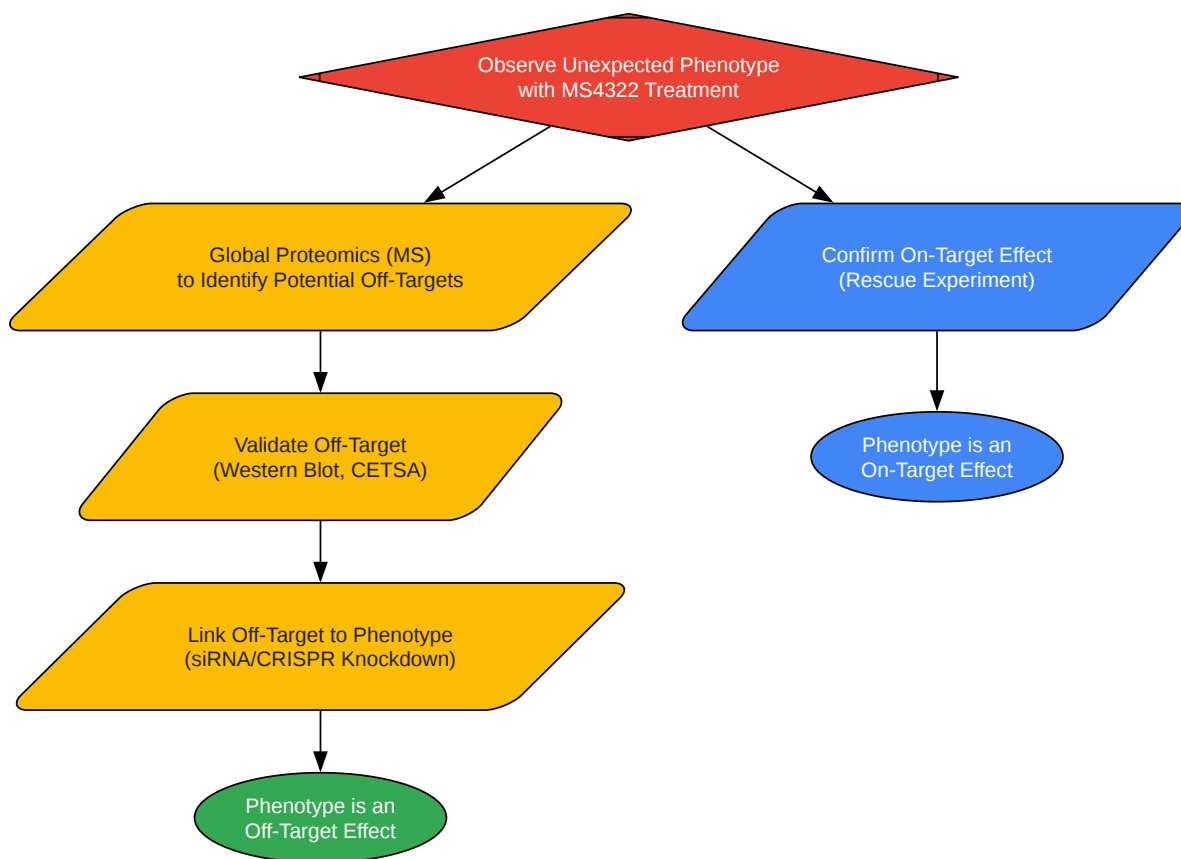 Observe Unexpected Phenotype
with MS4322 Treatment
Global Proteomics (MS)
to Identify Potential Off-Targets
Confirm On-Target Effect
(Rescue Experiment)
Validate Off-Target
(Western Blot, CETSA)
Phenotype is an
On-Target Effect
Link Off-Target to Phenotype
(siRNA/CRISPR Knockdown)
Phenotype is an
Off-Target Effect